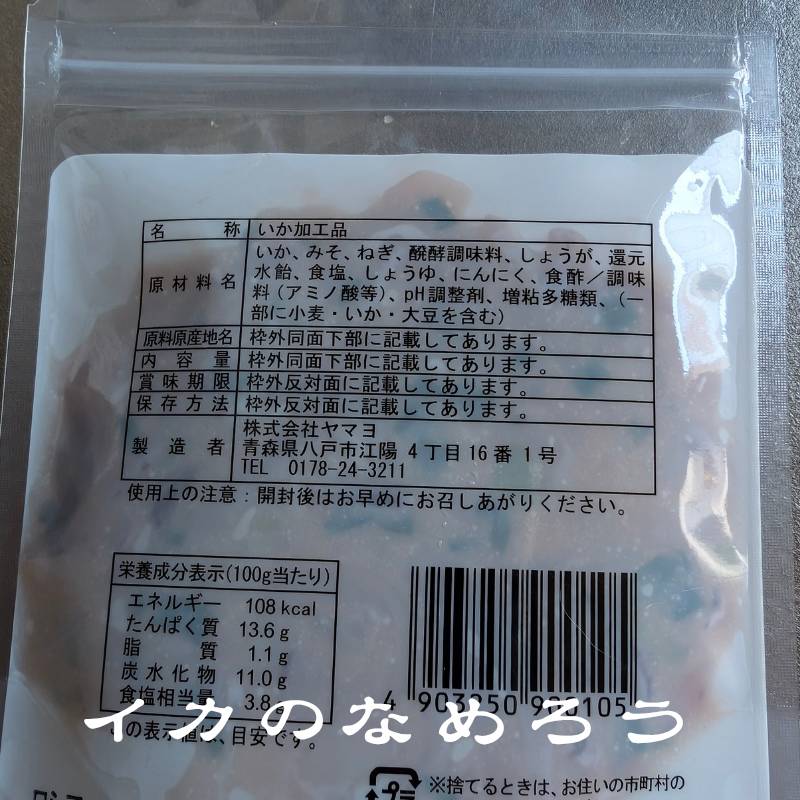 名称 いか加工品
原材料名 いか、みそ、ねぎ、醗酵調味料、しょうが、還元
水飴、食塩、しょうゆ、にんにく、食酢／調味
料（アミノ酸等）、pH調整剤、増粘多糖類、（一
部に小麦・いか・大豆を含む）
原料原産地名 枠外同面下部に記載してあります。
内容量 枠外同面下部に記載してあります。
賞味期限 枠外反対面に記載してあります。
保存方法 枠外反対面に記載してあります。
製造者 株式会社ヤマヨ
青森県八戸市江陽 4丁目16番1号
TEL 0178-24-3211
使用上の注意：開封後はお早めにお召しあがりください。
栄養成分表示(100g当たり)
エネルギー 108 kcal
たんぱく質 13.6 g
脂質 1.1 g
炭水化物 11.0 g
食塩相当量 3.8 g
イカのなめろう
この表示値は、目安です。
プ
※捨てるときは、お住いの市町村の